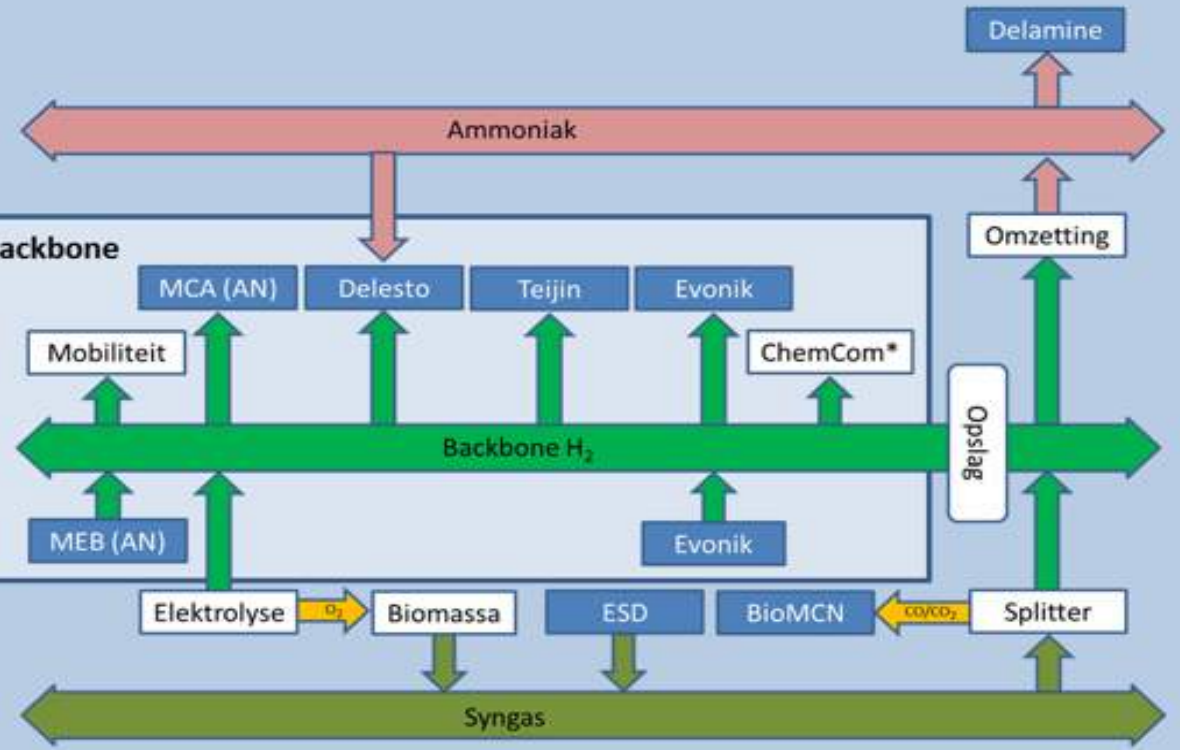 Delamine
Ammoniak
Omzetting
ackbone
MCA (AN)
Delesto
Teijin
Evonik
Mobiliteit
ChemCom*
Opslag
Backbone H₂
MEB (AN)
Evonik
Elektrolyse
O₂
Biomassa
ESD
BioMCN
CO/CO₂
Splitter
Syngas